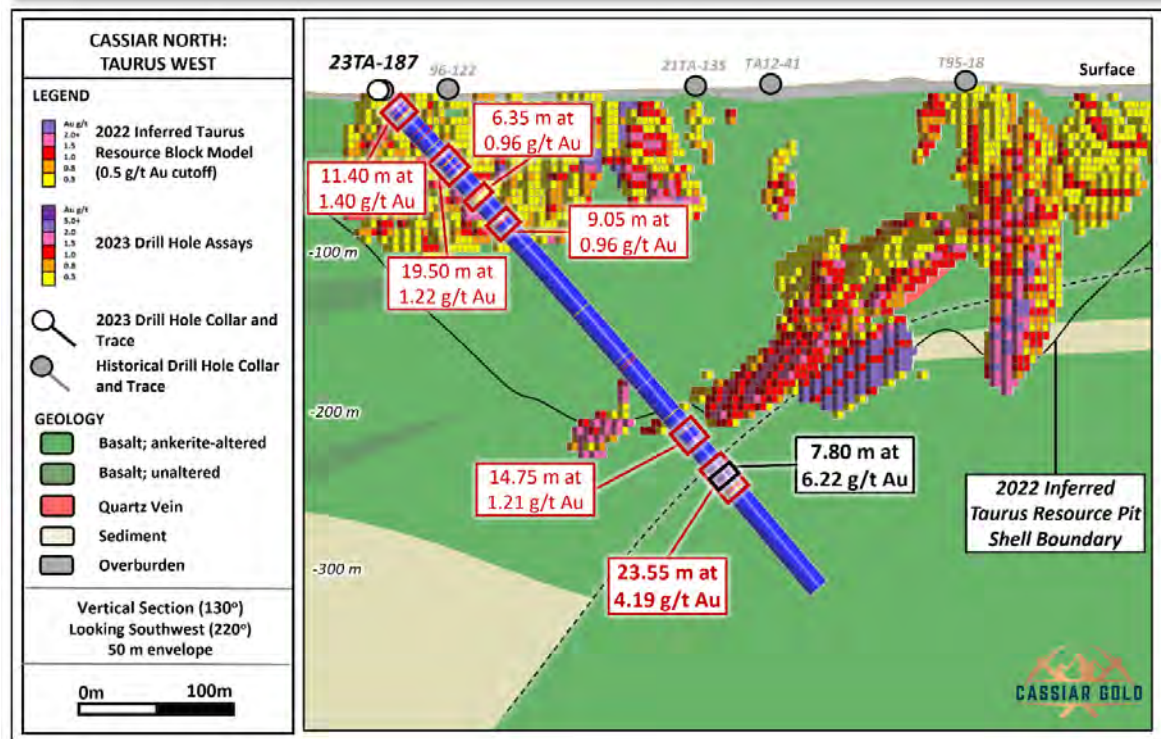 CASSIAR NORTH:
TAURUS WEST
LEGEND
Au g/t
2.0+
1.5
1.0
0.8
0.5
2022 Inferred Taurus
Resource Block Model
(0.5 g/t Au cutoff)
Au g/t
5.0+
2.0
1.5
1.0
0.8
0.5
2023 Drill Hole Assays
2023 Drill Hole Collar and
Trace
Historical Drill Hole Collar
and Trace
GEOLOGY
Basalt; ankerite-altered
Basalt; unaltered
Quartz Vein
Sediment
Overburden
Vertical Section (130°)
Looking Southwest (220°)
50 m envelope
0m 100m
23TA-187
96-122
21TA-135
TA12-41
T95-18
Surface
6.35 m at
0.96 g/t Au
11.40 m at
1.40 g/t Au
9.05 m at
0.96 g/t Au
19.50 m at
1.22 g/t Au
-100 m
-200 m
-300 m
14.75 m at
1.21 g/t Au
7.80 m at
6.22 g/t Au
23.55 m at
4.19 g/t Au
2022 Inferred
Taurus Resource Pit
Shell Boundary
CASSIAR GOLD